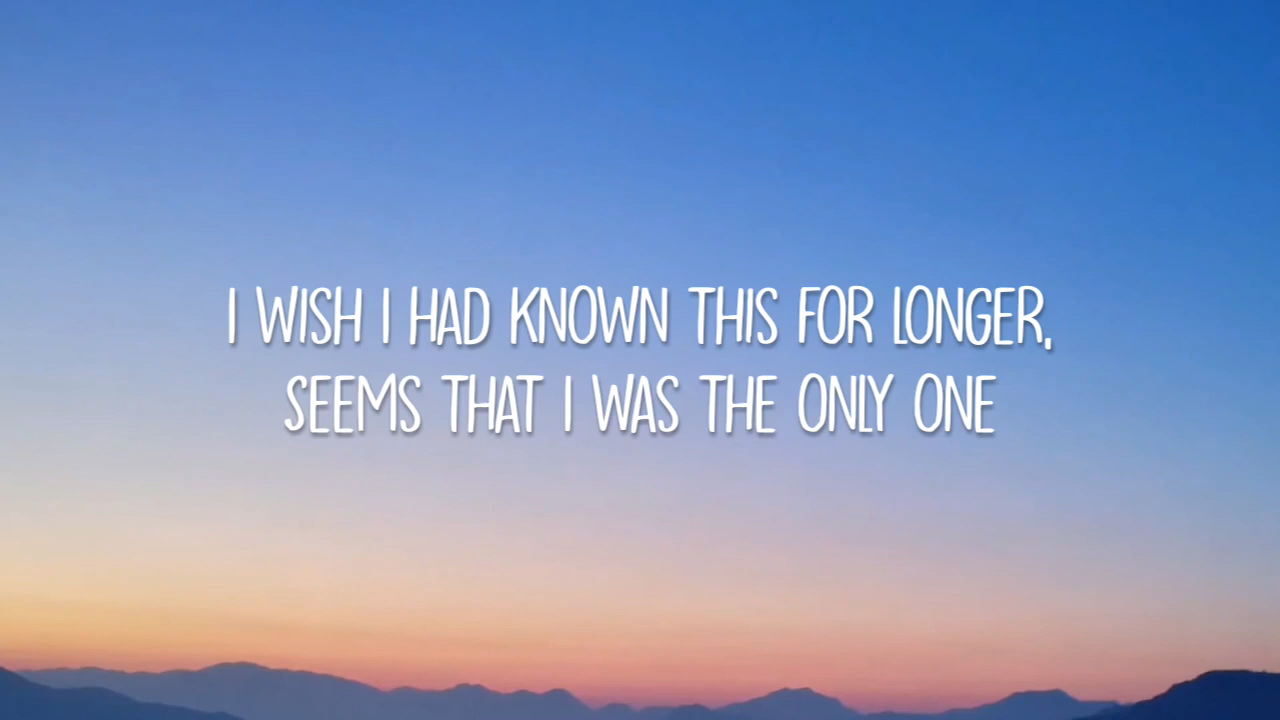 I WISH I HAD KNOWN THIS FOR LONGER,
SEEMS THAT I WAS THE ONLY ONE